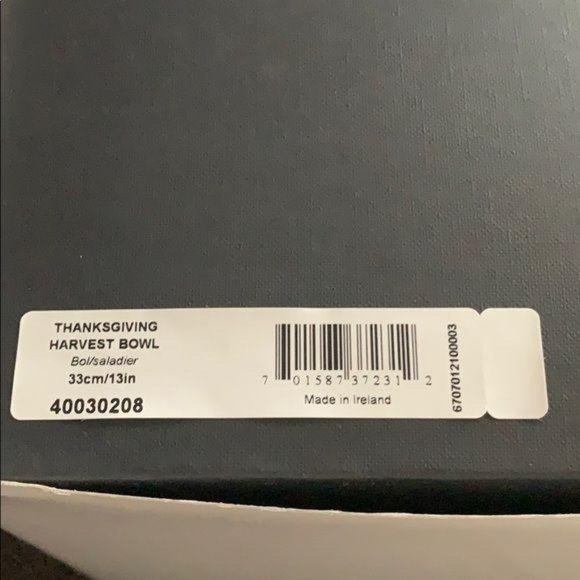 THANKSGIVING
HARVEST BOWL
Bol/saladier
33cm/13in
40030208
7 01587 37231 2
Made in Ireland
6707012100003